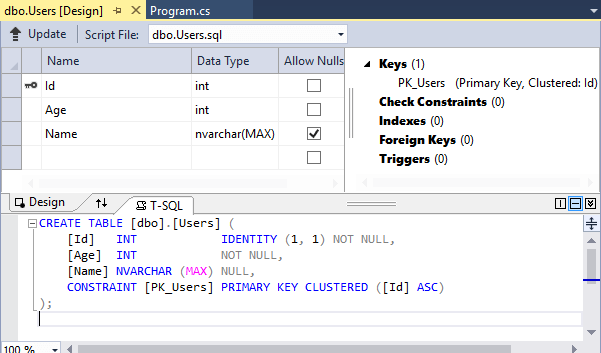 dbo.Users [Design] Program.cs
Update Script File: dbo.Users.sql
Name Data Type Allow Nulls
Id int
Age int
Name nvarchar(MAX)
Keys (1)
PK_Users (Primary Key, Clustered: Id)
Check Constraints (0)
Indexes (0)
Foreign Keys (0)
Triggers (0)
Design T-SQL
CREATE TABLE [dbo].[Users] (
[Id] INT IDENTITY (1, 1) NOT NULL,
[Age] INT NOT NULL,
[Name] NVARCHAR (MAX) NULL,
CONSTRAINT [PK_Users] PRIMARY KEY CLUSTERED ([Id] ASC)
);
100 %